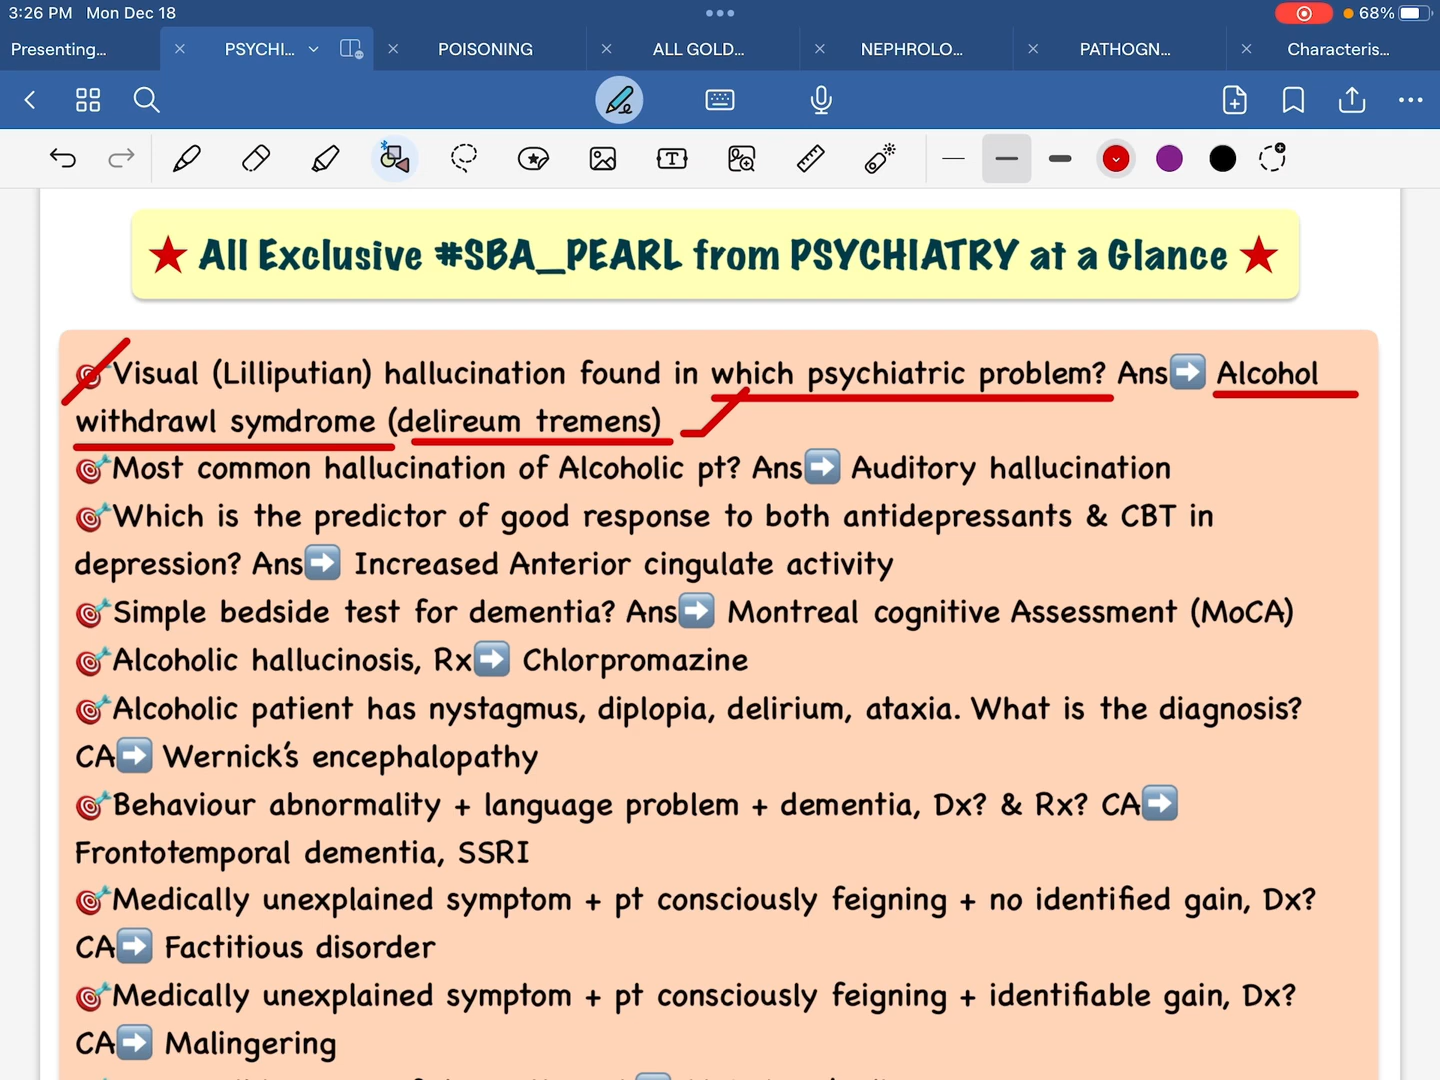 3:26 PM Mon Dec 18
68%
Presenting...
PSYCHI...
POISONING
ALL GOLD...
NEPHROLO...
PATHOGN...
Characteris...
All Exclusive #SBA_PEARL from PSYCHIATRY at a Glance
Visual (Lilliputian) hallucination found in which psychiatric problem? Ans➡️ Alcohol
withdrawl symdrome (delireum tremens)
Most common hallucination of Alcoholic pt? Ans➡️ Auditory hallucination
Which is the predictor of good response to both antidepressants & CBT in
depression? Ans➡️ Increased Anterior cingulate activity
Simple bedside test for dementia? Ans➡️ Montreal cognitive Assessment (MoCA)
Alcoholic hallucinosis, Rx➡️ Chlorpromazine
Alcoholic patient has nystagmus, diplopia, delirium, ataxia. What is the diagnosis?
CA➡️ Wernick's encephalopathy
Behaviour abnormality + language problem + dementia, Dx? & Rx? CA➡️
Frontotemporal dementia, SSRI
Medically unexplained symptom + pt consciously feigning + no identified gain, Dx?
CA➡️ Factitious disorder
Medically unexplained symptom + pt consciously feigning + identifiable gain, Dx?
CA➡️ Malingering